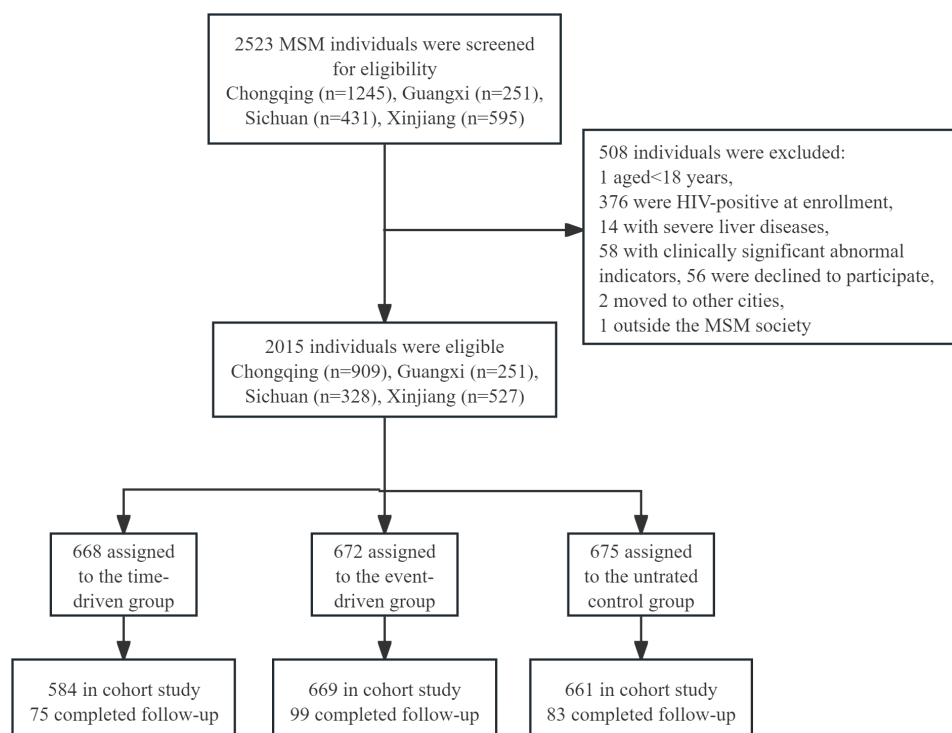 2523 MSM individuals were screened
for eligibility
Chongqing (n=1245), Guangxi (n=251),
Sichuan (n=431), Xinjiang (n=595)
508 individuals were excluded:
1 aged<18 years,
376 were HIV-positive at enrollment,
14 with severe liver diseases,
58 with clinically significant abnormal
indicators, 56 were declined to participate,
2 moved to other cities,
1 outside the MSM society
2015 individuals were eligible
Chongqing (n=909), Guangxi (n=251),
Sichuan (n=328), Xinjiang (n=527)
668 assigned
to the time-
driven group
672 assigned
to the event-
driven group
675 assigned
to the untrated
control group
584 in cohort study
75 completed follow-up
669 in cohort study
99 completed follow-up
661 in cohort study
83 completed follow-up